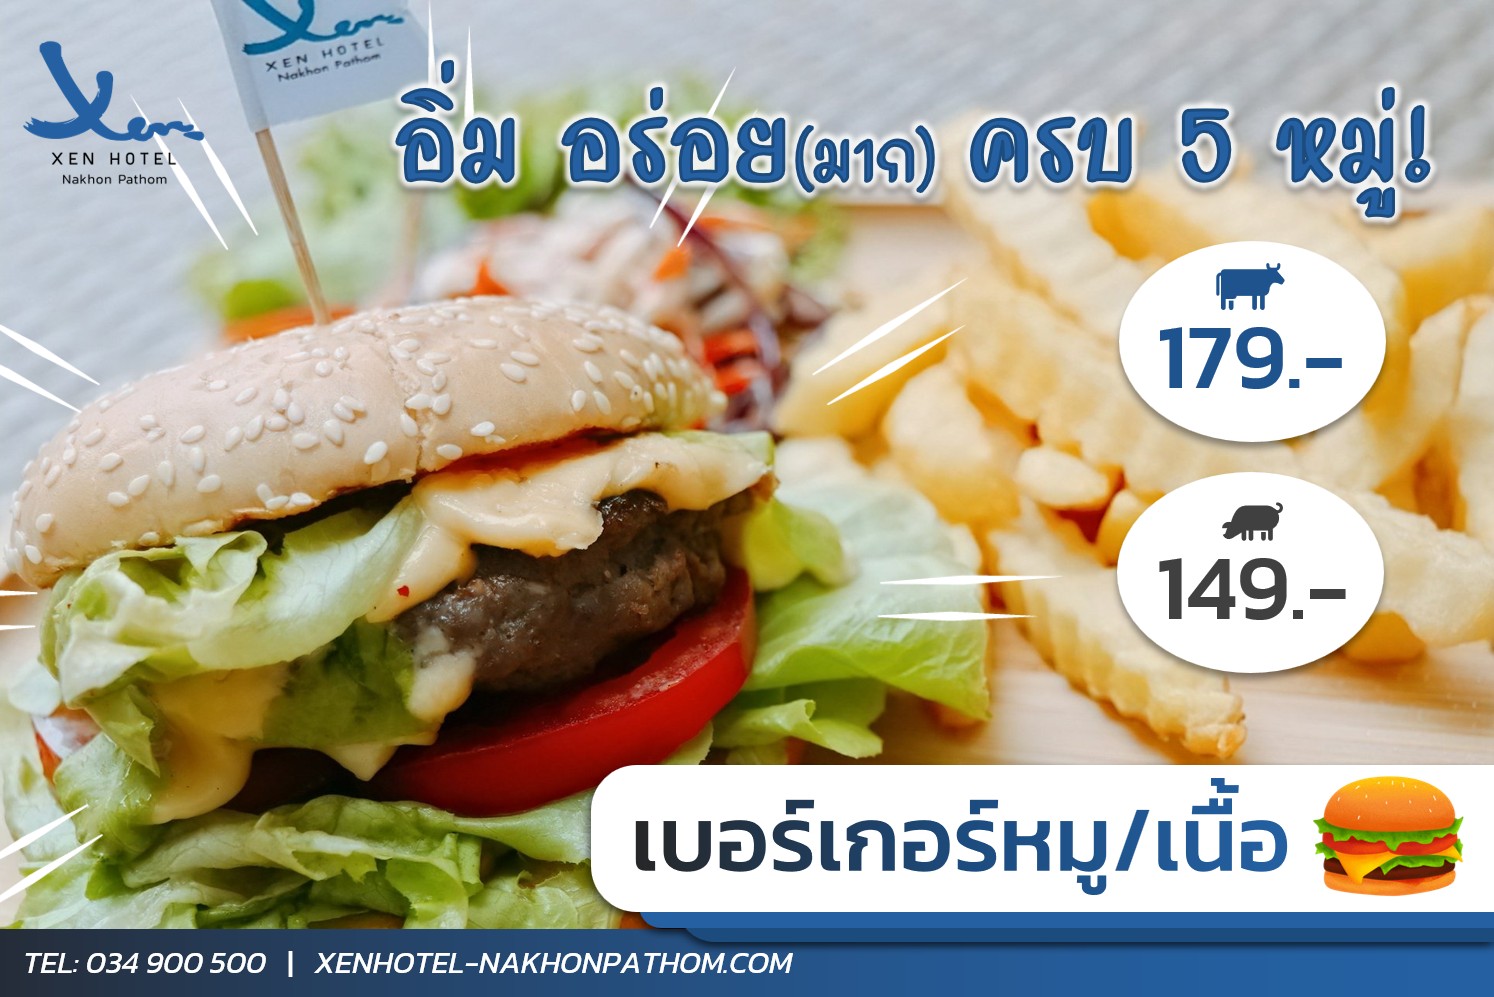 Xen
XEN HOTEL
Nakhon Pathom
Xen
XEN HOTEL
Nakhon Pathom
อิ่ม อร่อย(มาก) ครบ 5 หมู่!
179.-
149.-
เบอร์เกอร์หมู/เนื้อ
TEL: 034 900 500 | XENHOTEL-NAKHONPATHOM.COM